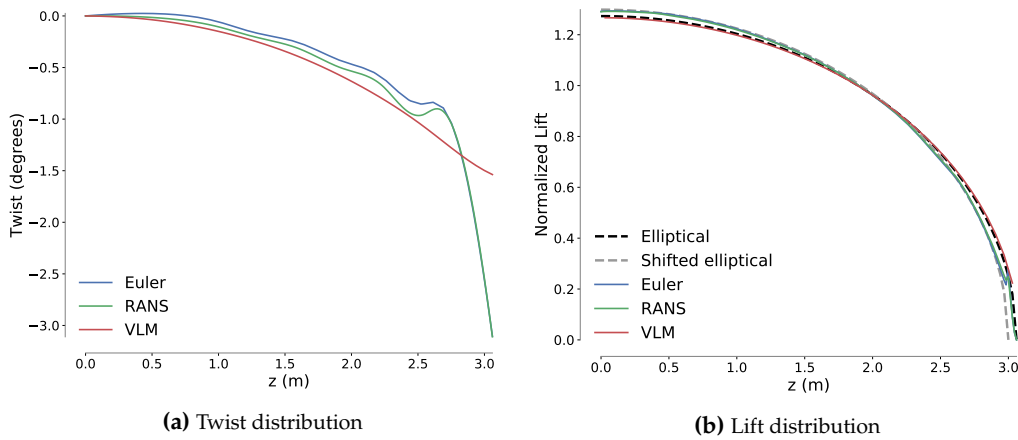 0.0
−0.5
−1.0
−1.5
−2.0
−2.5
−3.0
Twist (degrees)
Euler
RANS
VLM
0.0 0.5 1.0 1.5 2.0 2.5 3.0
z (m)
(a) Twist distribution
1.2
1.0
0.8
0.6
0.4
0.2
0.0
Normalized Lift
Elliptical
Shifted elliptical
Euler
RANS
VLM
0.0 0.5 1.0 1.5 2.0 2.5 3.0
z (m)
(b) Lift distribution